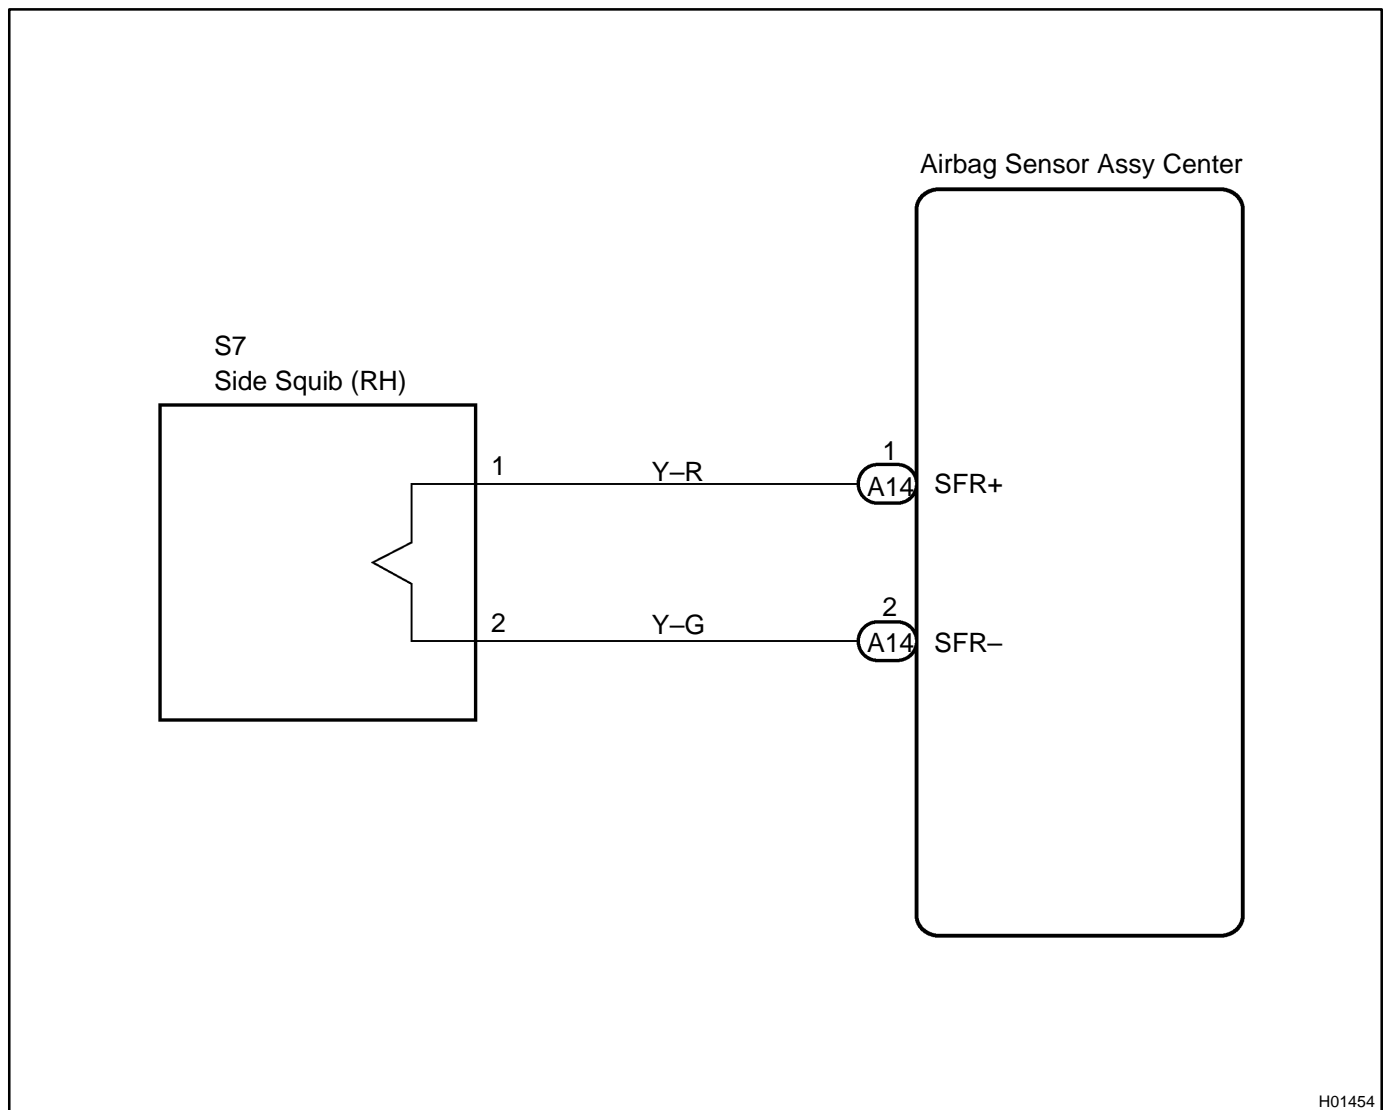 Airbag Sensor Assy Center
S7
Side Squib (RH)
1
Y–R
1
A14
SFR+
2
Y–G
2
A14
SFR–
H01454